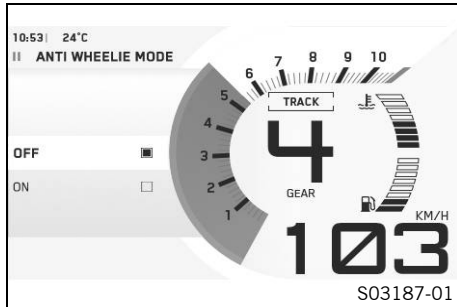 10:53| 24°C
II ANTI WHEELIE MODE
OFF
ON
1
2
3
4
5
6
7
8
9
10
TRACK
4
GEAR
KM/H
103
S03187-01